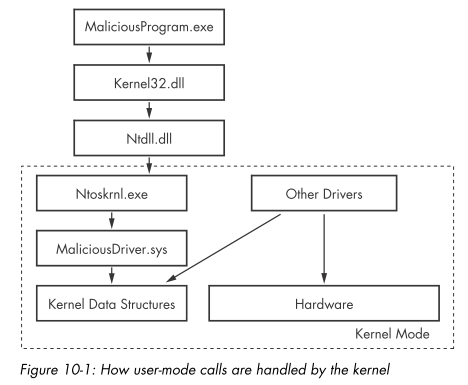 MaliciousProgram.exe
Kernel32.dll
Ntdll.dll
Ntoskrnl.exe
Other Drivers
MaliciousDriver.sys
Kernel Data Structures
Hardware
Kernel Mode
Figure 10-1: How user-mode calls are handled by the kernel